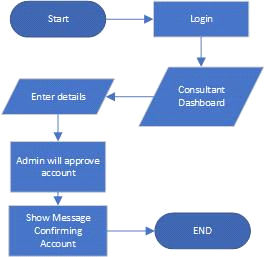 Start
Login
Consultant
Dashboard
Enter details
Admin will approve
account
Show Message
Confirming
Account
END